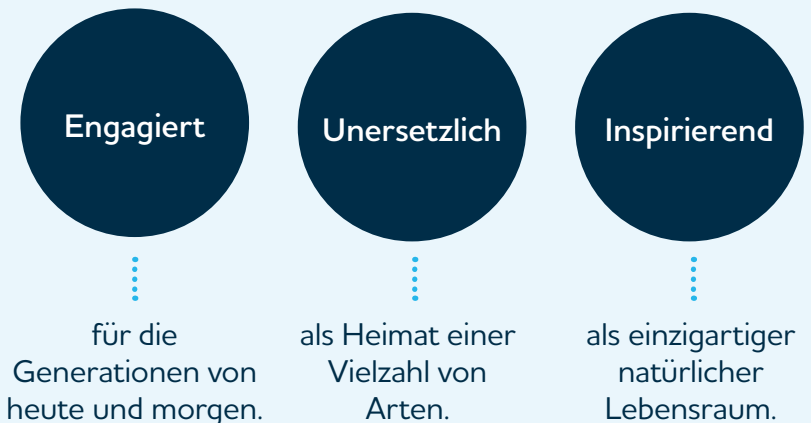 Engagiert
Unersetzlich
Inspirierend
für die
Generationen von
heute und morgen.
als Heimat einer
Vielzahl von
Arten.
als einzigartiger
natürlicher
Lebensraum.